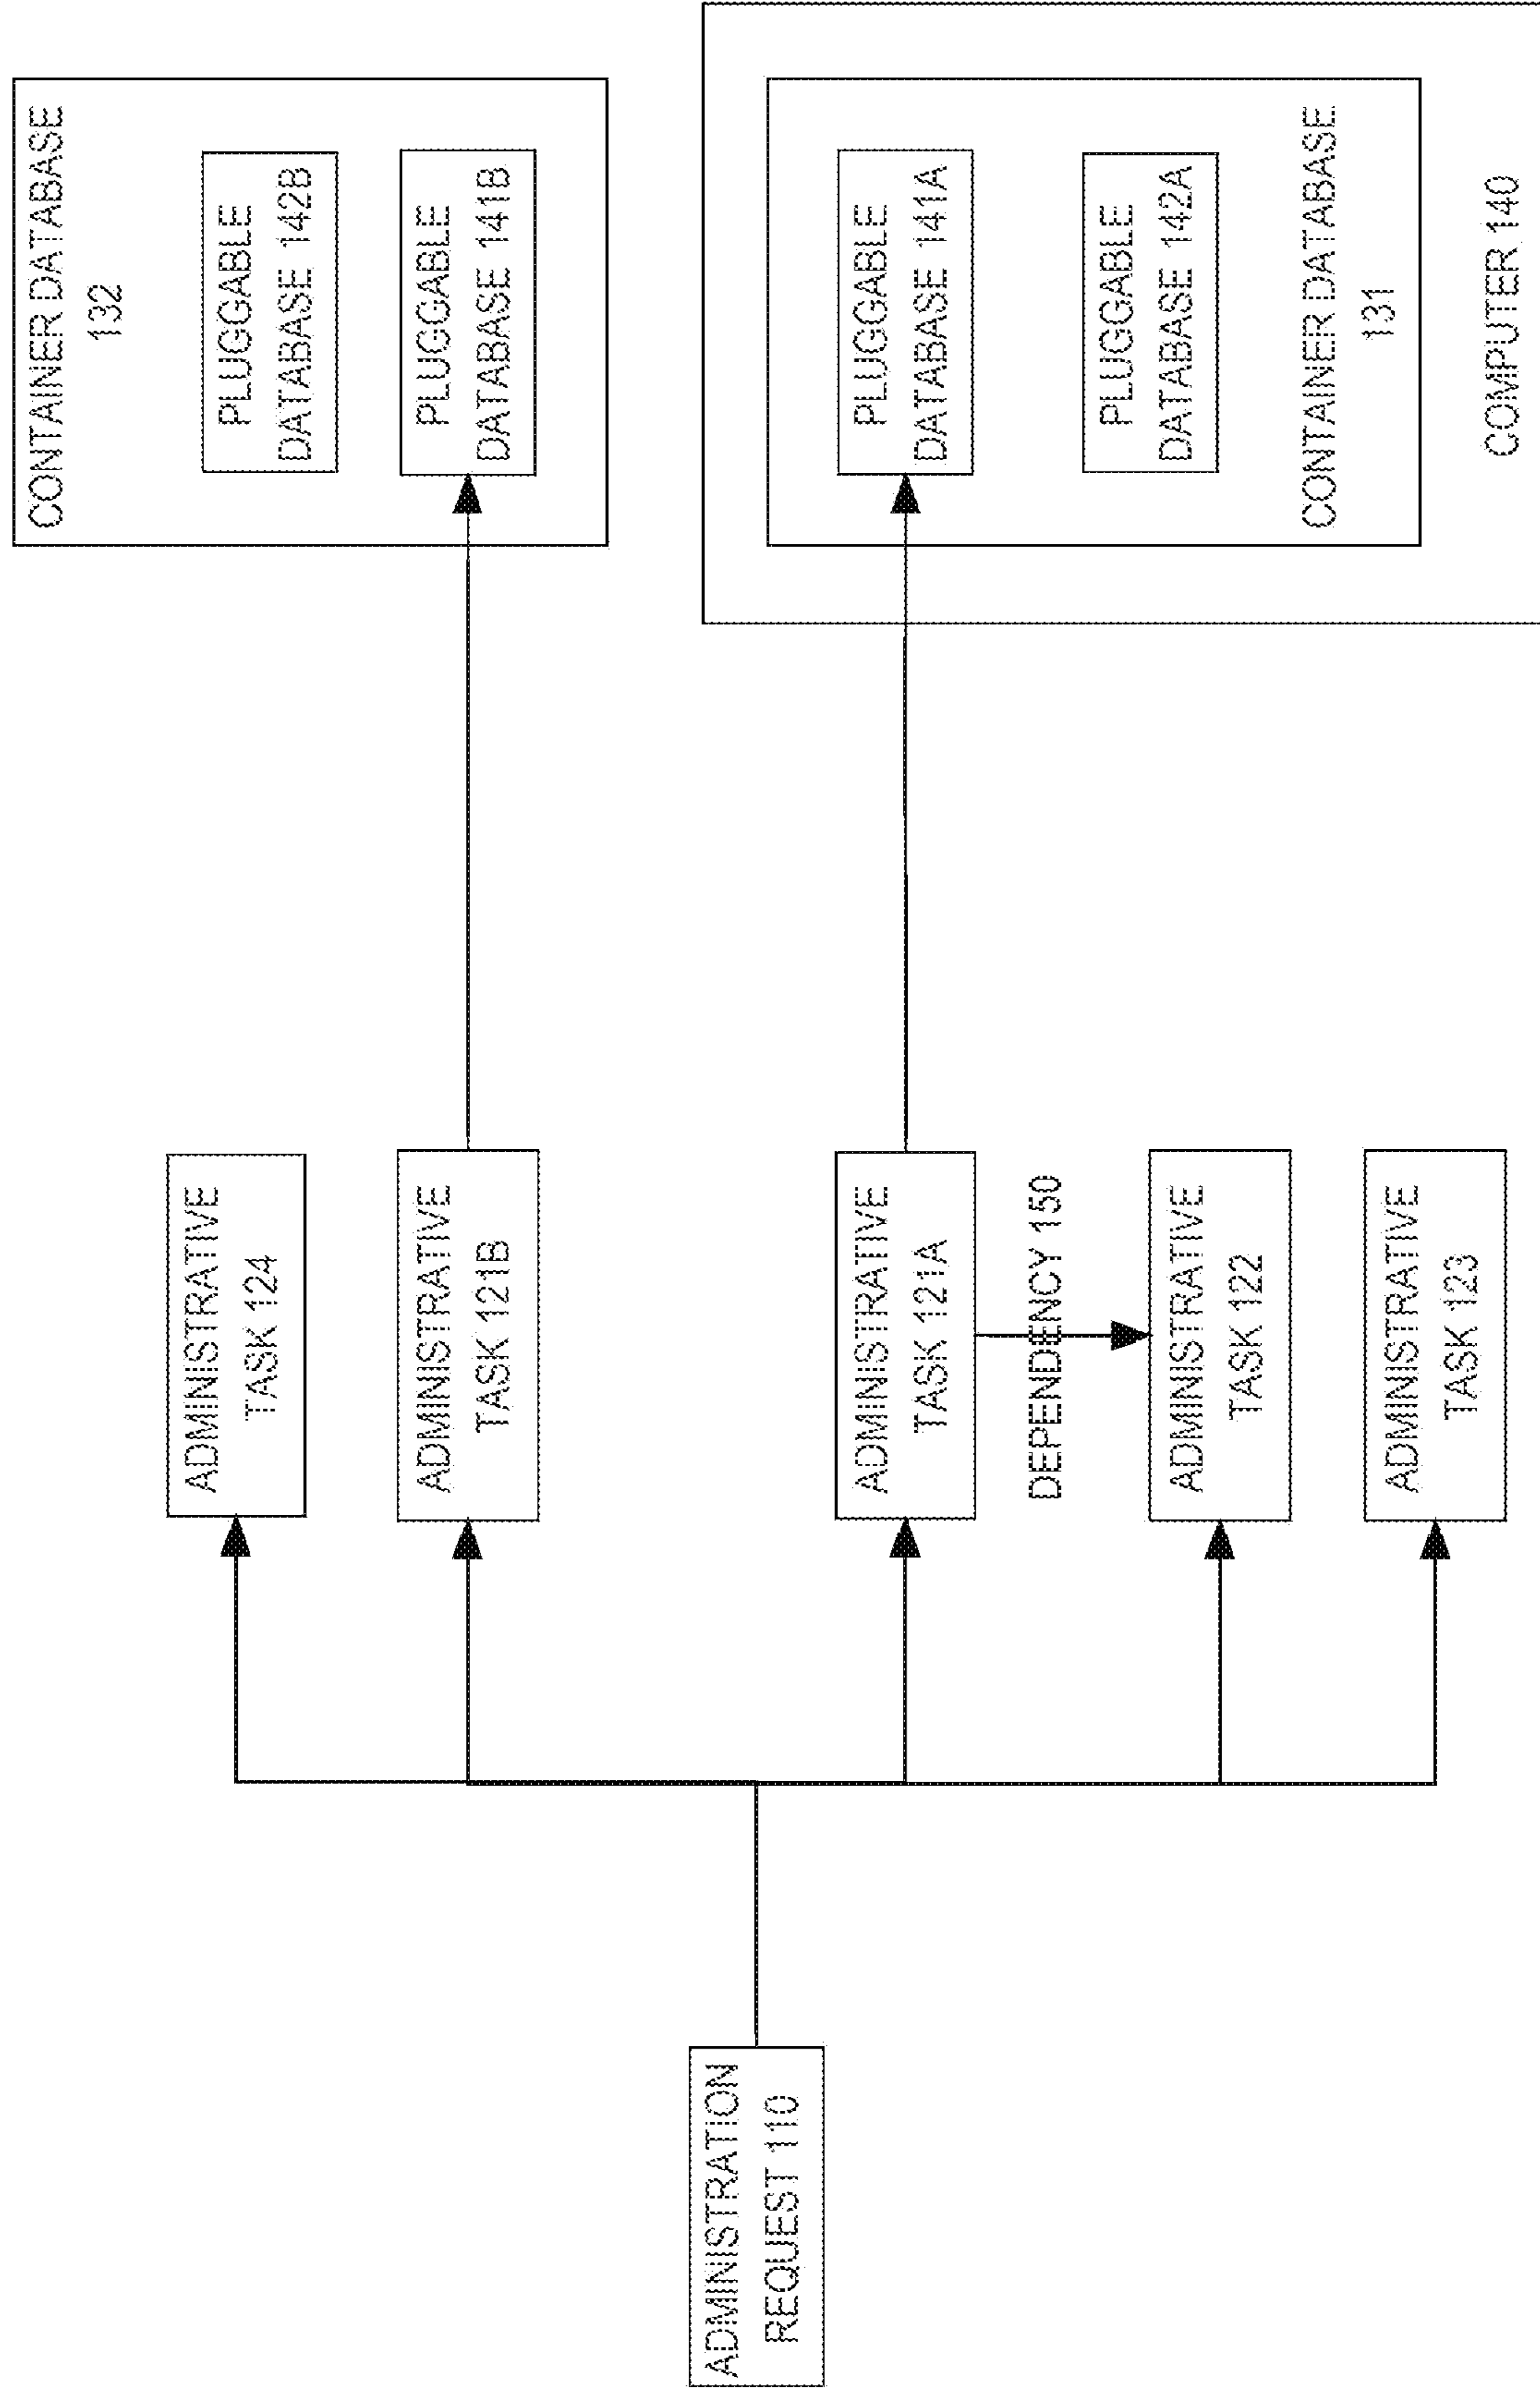 ADMINISTRATION
REQUEST 110
ADMINISTRATIVE
TASK 124
ADMINISTRATIVE
TASK 121B
ADMINISTRATIVE
TASK 121A
DEPENDENCY 150
ADMINISTRATIVE
TASK 122
ADMINISTRATIVE
TASK 123
CONTAINER DATABASE
132
PLUGGABLE
DATABASE 142B
PLUGGABLE
DATABASE 141B
PLUGGABLE
DATABASE 141A
PLUGGABLE
DATABASE 142A
CONTAINER DATABASE
131
COMPUTER 140